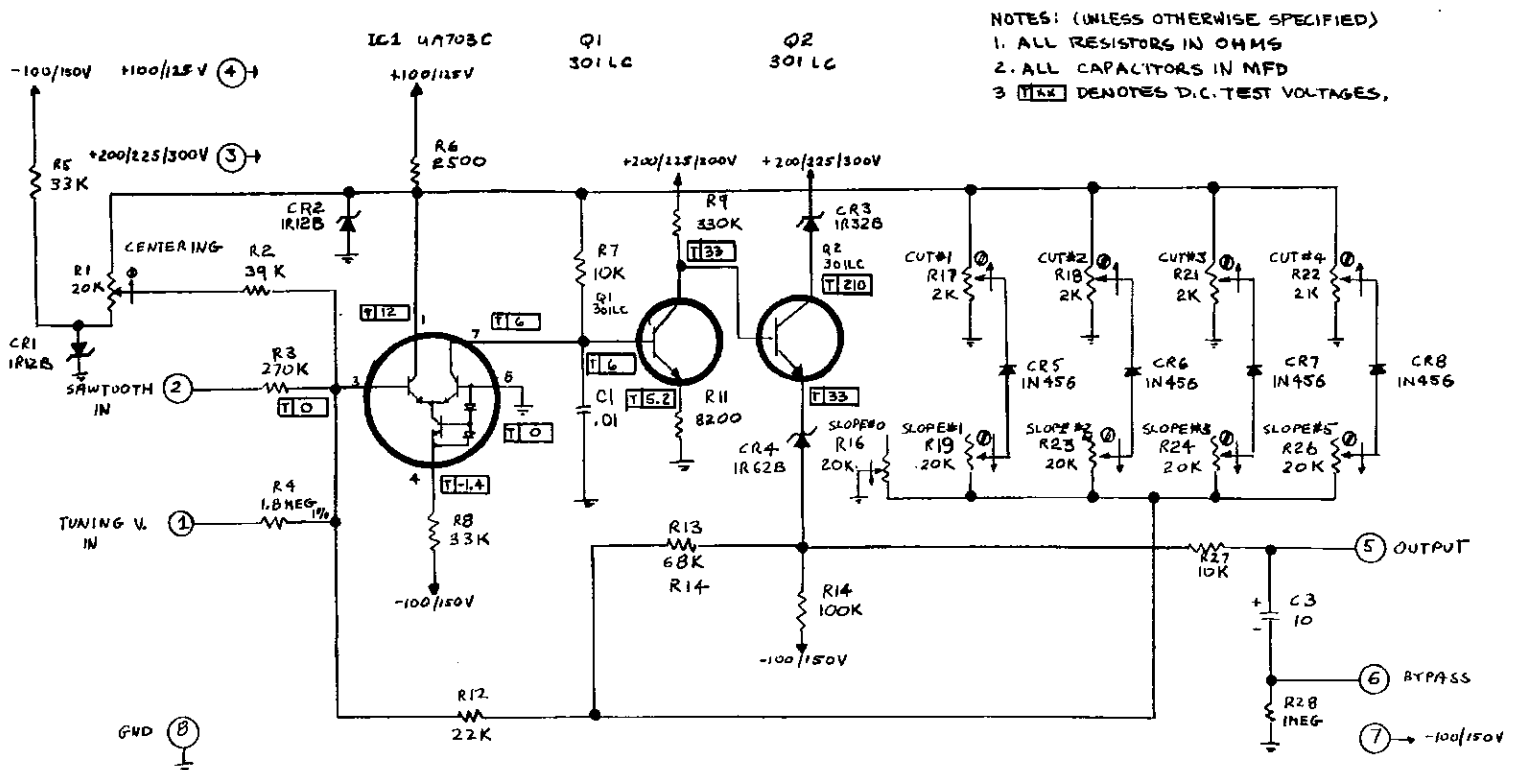 NOTES: (UNLESS OTHERWISE SPECIFIED)
1. ALL RESISTORS IN OHMS
2. ALL CAPACITORS IN MFD
3 T XX DENOTES D.C. TEST VOLTAGES.
IC1 UA703C
Q1
301LC
Q2
301LC
-100/150V
+100/125V 4
+100/125V
+200/225/300V 3
R5
33K
R6
2500
+200/225/300V
+200/225/300V
CR2
1R12B
R9
330K
CR3
1R32B
CENTERING
R1
20K
R2
39K
R7
10K
T 33
Q2
301LC
T 210
Q1
301LC
CUT#1
R17
2K
CUT#2
R18
2K
CUT#3
R21
2K
CUT#4
R22
2K
CR1
1R12B
T 12
1
7
T 6
T 6
R3
270K
SAWTOOTH
IN
2
T 0
3
5
T 0
C1
.01
T 5.2
R11
8200
T 33
CR5
1N456
CR6
1N456
CR7
1N456
CR8
1N456
CR4
1R62B
SLOPE#0
R16
20K
SLOPE#1
R19
20K
SLOPE#2
R23
20K
SLOPE#3
R24
20K
SLOPE#5
R26
20K
4
T -1.4
R4
1.8MEG
1%
TUNING V.
IN
1
R8
33K
-100/150V
R13
68K
R14
R14
100K
-100/150V
R27
10K
5 OUTPUT
+
-
C3
10
6 BYPASS
R28
1MEG
7 -100/150V
R12
22K
GND 8